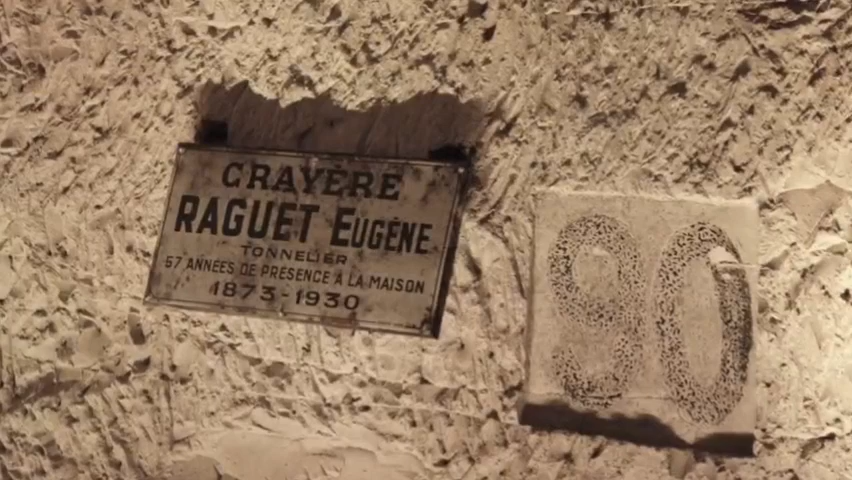 CRAYÈRE
RAGUET EUGÈNE
TONNELIER
57 ANNÉES DE PRÉSENCE A LA MAISON
1873-1930
90